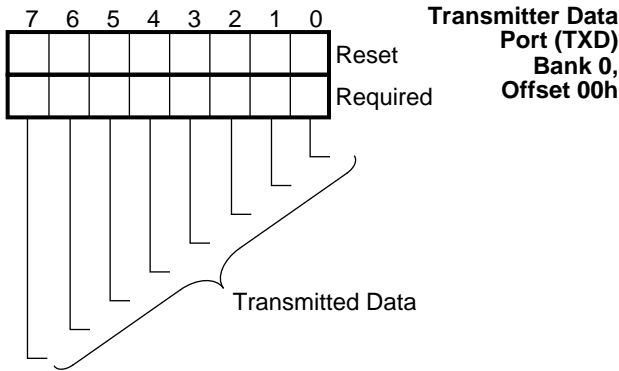 7 6 5 4 3 2 1 0
Reset
Required
Transmitter Data
Port (TXD)
Bank 0,
Offset 00h
Transmitted Data